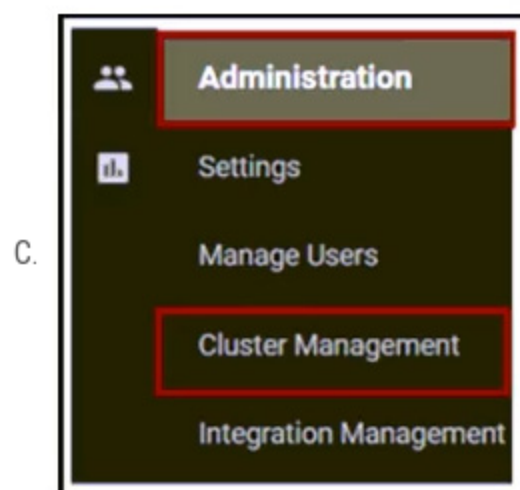 Administration
Settings
C.
Manage Users
Cluster Management
Integration Management